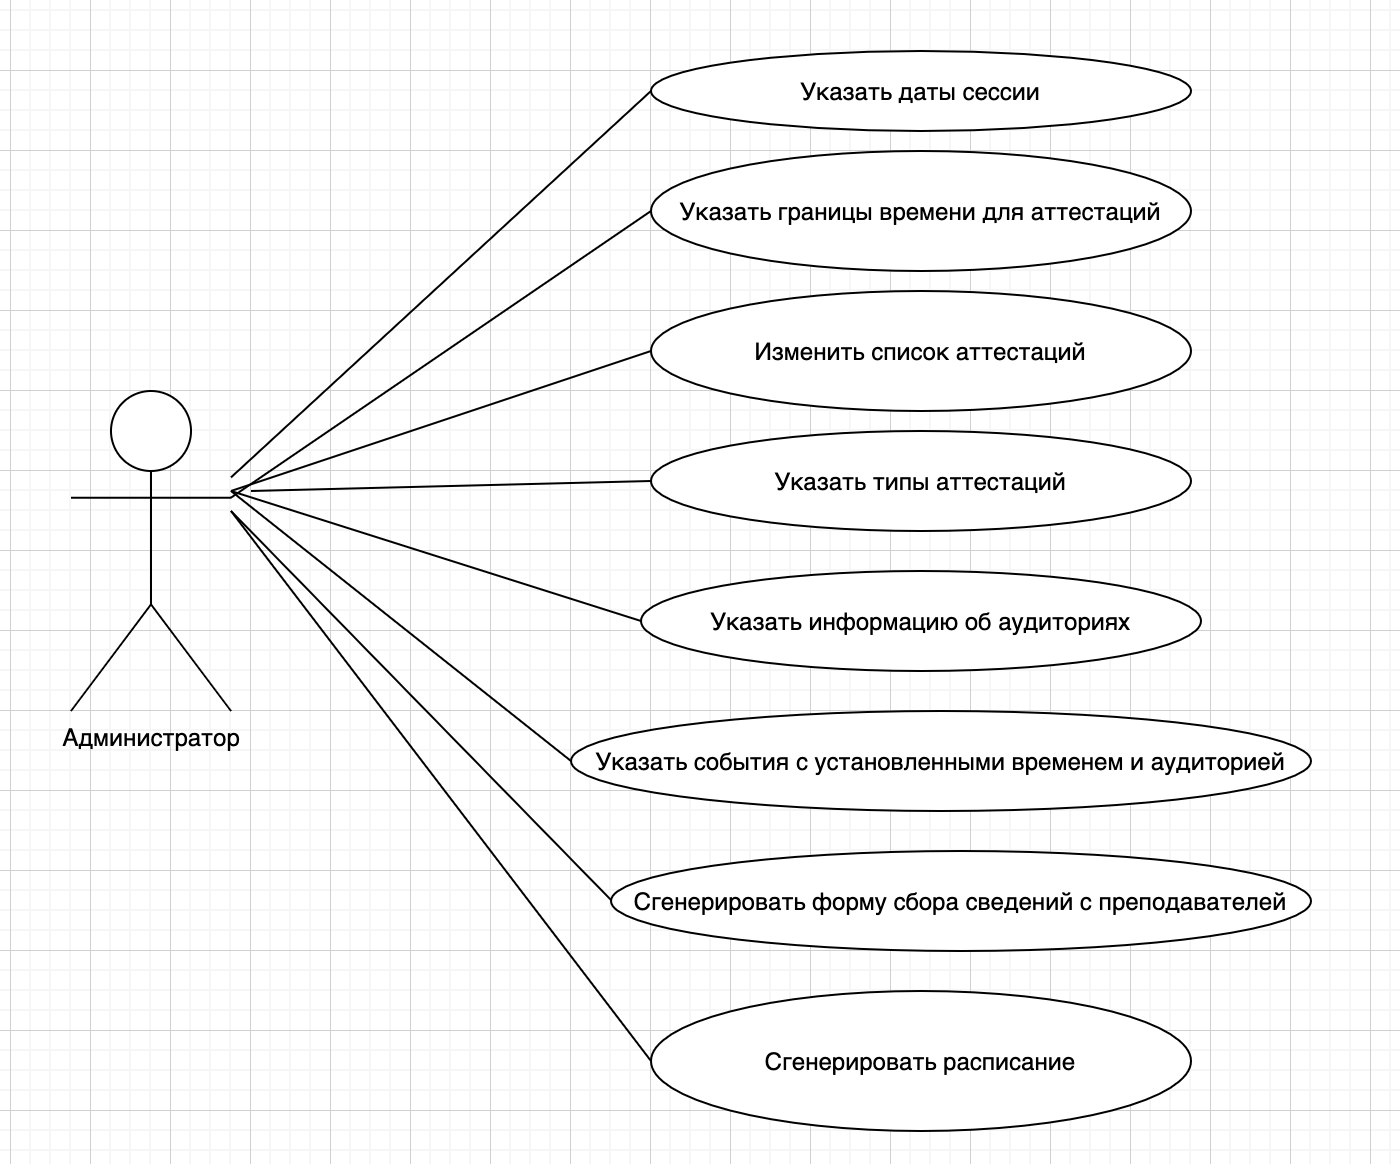 Указать даты сессии
Указать границы времени для аттестаций
Изменить список аттестаций
Указать типы аттестаций
Указать информацию об аудиториях
Администратор
Указать события с установленными временем и аудиторией
Сгенерировать форму сбора сведений с преподавателей
Сгенерировать расписание